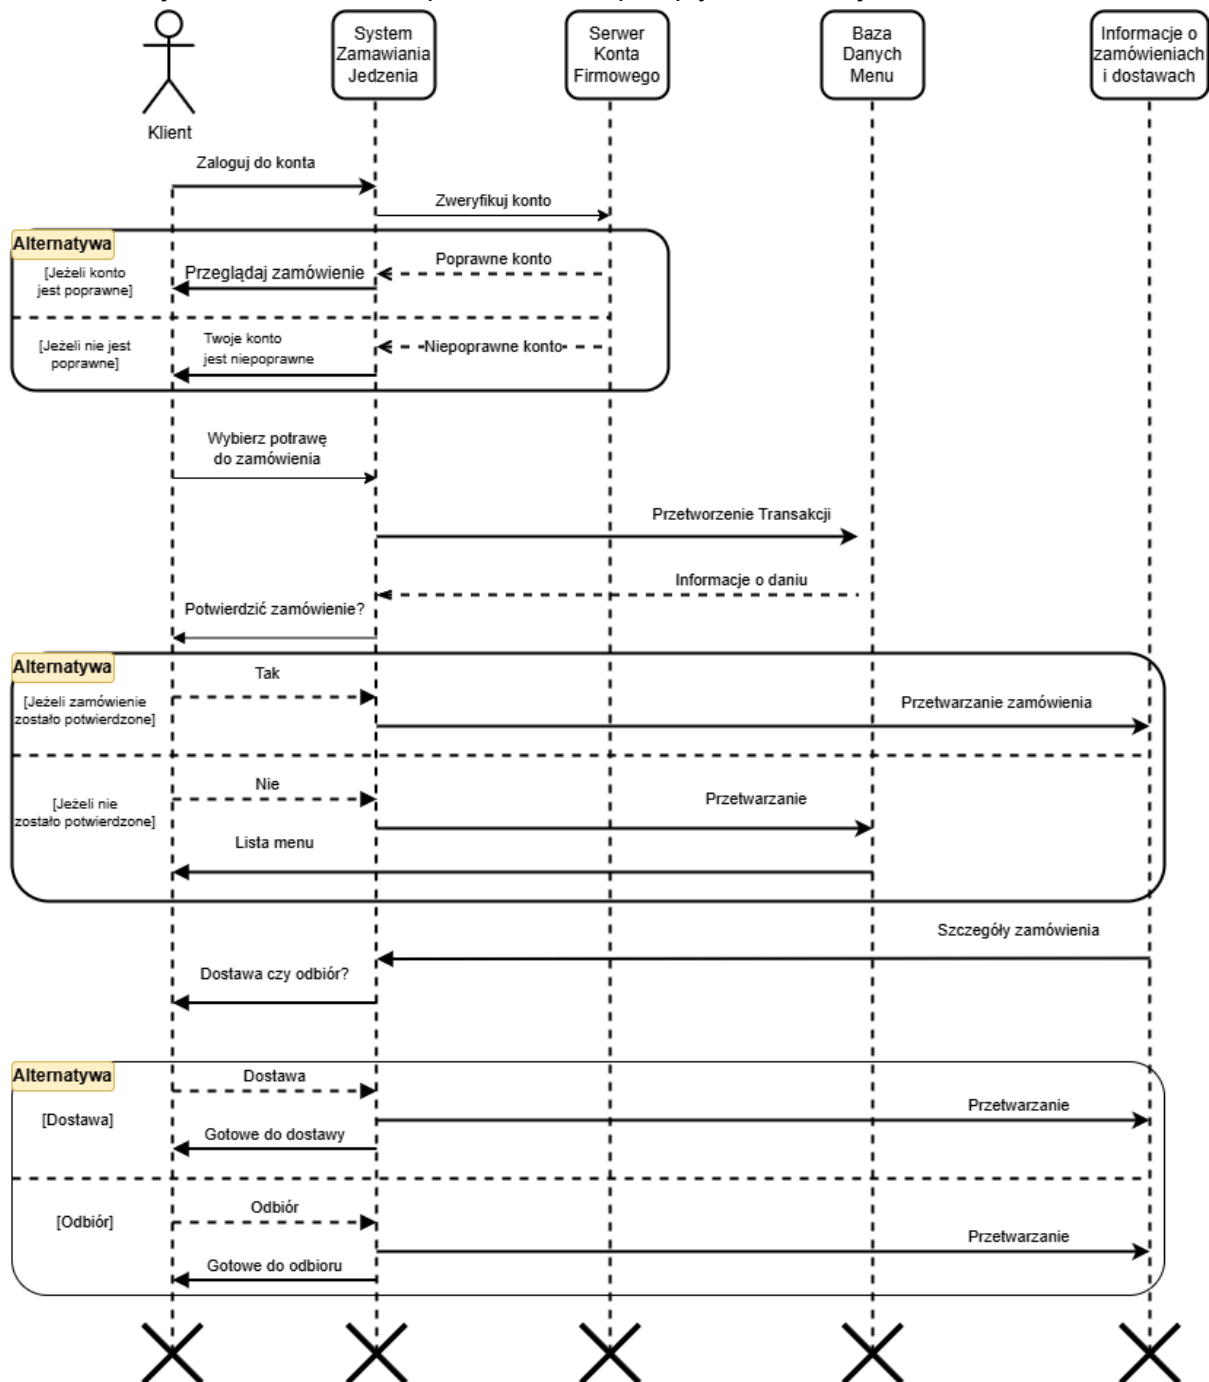 System
Zamawiania
Jedzenia
Serwer
Konta
Firmowego
Baza
Danych
Menu
Informacje o
zamówieniach
i dostawach
Klient
Zaloguj do konta
Zweryfikuj konto
Alternatywa
[Jeżeli konto
jest poprawne]
Przeglądaj zamówienie
Poprawne konto
[Jeżeli nie jest
poprawne]
Twoje konto
jest niepoprawne
Niepoprawne konto
Wybierz potrawę
do zamówienia
Przetworzenie Transakcji
Informacje o daniu
Potwierdzić zamówienie?
Alternatywa
Tak
[Jeżeli zamówienie
zostało potwierdzone]
Przetwarzanie zamówienia
Nie
[Jeżeli nie
zostało potwierdzone]
Przetwarzanie
Lista menu
Szczegóły zamówienia
Dostawa czy odbiór?
Alternatywa
Dostawa
[Dostawa]
Przetwarzanie
Gotowe do dostawy
Odbiór
[Odbiór]
Przetwarzanie
Gotowe do odbioru